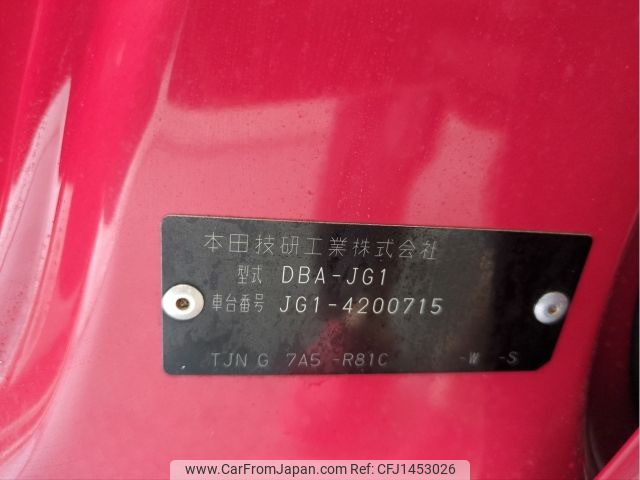 本田技研工業株式会社
型式 DBA-JG1
車台番号 JG1-4200715
TJN G 7A5 -R81C -W -S
www.CarFromJapan.com - CFJ1453026